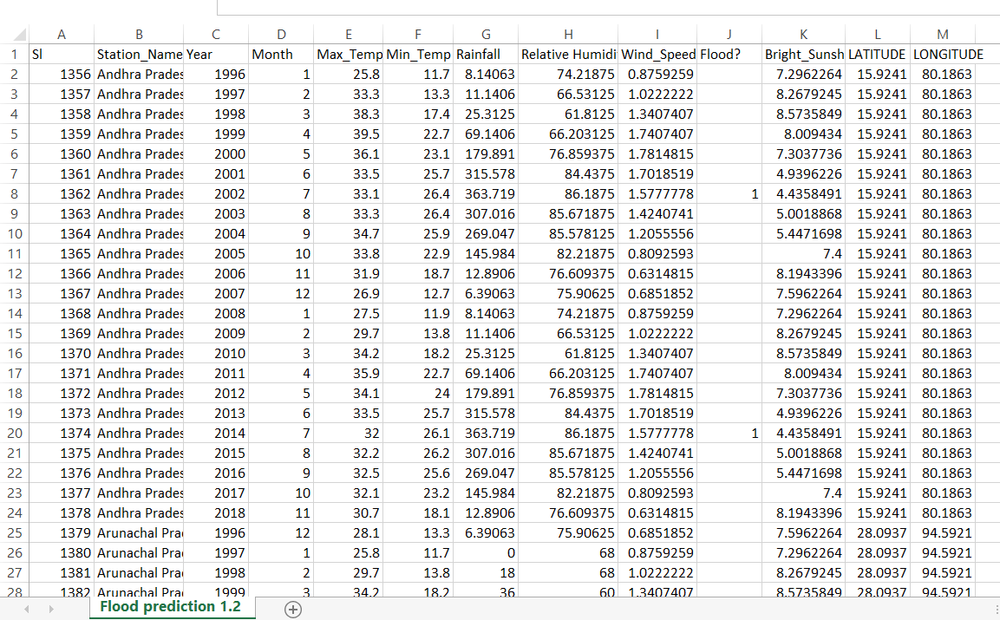 A B C D E F G H I J K L M
1 Sl Station_Name Year Month Max_Temp Min_Temp Rainfall Relative Humidi Wind_Speed Flood? Bright_Sunsh LATITUDE LONGITUDE
2 1356 Andhra Prades 1996 1 25.8 11.7 8.14063 74.21875 0.8759259 7.2962264 15.9241 80.1863
3 1357 Andhra Prades 1997 2 33.3 13.3 11.1406 66.53125 1.0222222 8.2679245 15.9241 80.1863
4 1358 Andhra Prades 1998 3 38.3 17.4 25.3125 61.8125 1.3407407 8.5735849 15.9241 80.1863
5 1359 Andhra Prades 1999 4 39.5 22.7 69.1406 66.203125 1.7407407 8.009434 15.9241 80.1863
6 1360 Andhra Prades 2000 5 36.1 23.1 179.891 76.859375 1.7814815 7.3037736 15.9241 80.1863
7 1361 Andhra Prades 2001 6 33.5 25.7 315.578 84.4375 1.7018519 4.9396226 15.9241 80.1863
8 1362 Andhra Prades 2002 7 33.1 26.4 363.719 86.1875 1.5777778 1 4.4358491 15.9241 80.1863
9 1363 Andhra Prades 2003 8 33.3 26.4 307.016 85.671875 1.4240741 5.0018868 15.9241 80.1863
10 1364 Andhra Prades 2004 9 34.7 25.9 269.047 85.578125 1.2055556 5.4471698 15.9241 80.1863
11 1365 Andhra Prades 2005 10 33.8 22.9 145.984 82.21875 0.8092593 7.4 15.9241 80.1863
12 1366 Andhra Prades 2006 11 31.9 18.7 12.8906 76.609375 0.6314815 8.1943396 15.9241 80.1863
13 1367 Andhra Prades 2007 12 26.9 12.7 6.39063 75.90625 0.6851852 7.5962264 15.9241 80.1863
14 1368 Andhra Prades 2008 1 27.5 11.9 8.14063 74.21875 0.8759259 7.2962264 15.9241 80.1863
15 1369 Andhra Prades 2009 2 29.7 13.8 11.1406 66.53125 1.0222222 8.2679245 15.9241 80.1863
16 1370 Andhra Prades 2010 3 34.2 18.2 25.3125 61.8125 1.3407407 8.5735849 15.9241 80.1863
17 1371 Andhra Prades 2011 4 35.9 22.7 69.1406 66.203125 1.7407407 8.009434 15.9241 80.1863
18 1372 Andhra Prades 2012 5 34.1 24 179.891 76.859375 1.7814815 7.3037736 15.9241 80.1863
19 1373 Andhra Prades 2013 6 33.5 25.7 315.578 84.4375 1.7018519 4.9396226 15.9241 80.1863
20 1374 Andhra Prades 2014 7 32 26.1 363.719 86.1875 1.5777778 1 4.4358491 15.9241 80.1863
21 1375 Andhra Prades 2015 8 32.2 26.2 307.016 85.671875 1.4240741 5.0018868 15.9241 80.1863
22 1376 Andhra Prades 2016 9 32.5 25.6 269.047 85.578125 1.2055556 5.4471698 15.9241 80.1863
23 1377 Andhra Prades 2017 10 32.1 23.2 145.984 82.21875 0.8092593 7.4 15.9241 80.1863
24 1378 Andhra Prades 2018 11 30.7 18.1 12.8906 76.609375 0.6314815 8.1943396 15.9241 80.1863
25 1379 Arunachal Pra 1996 12 28.1 13.3 6.39063 75.90625 0.6851852 7.5962264 28.0937 94.5921
26 1380 Arunachal Pra 1997 1 25.8 11.7 0 68 0.8759259 7.2962264 28.0937 94.5921
27 1381 Arunachal Pra 1998 2 29.7 13.8 18 68 1.0222222 8.2679245 28.0937 94.5921
28 1382 Arunachal Pra 1999 3 34.2 18.2 36 60 1.3407407 8.5735849 28.0937 94.5921
Flood prediction 1.2